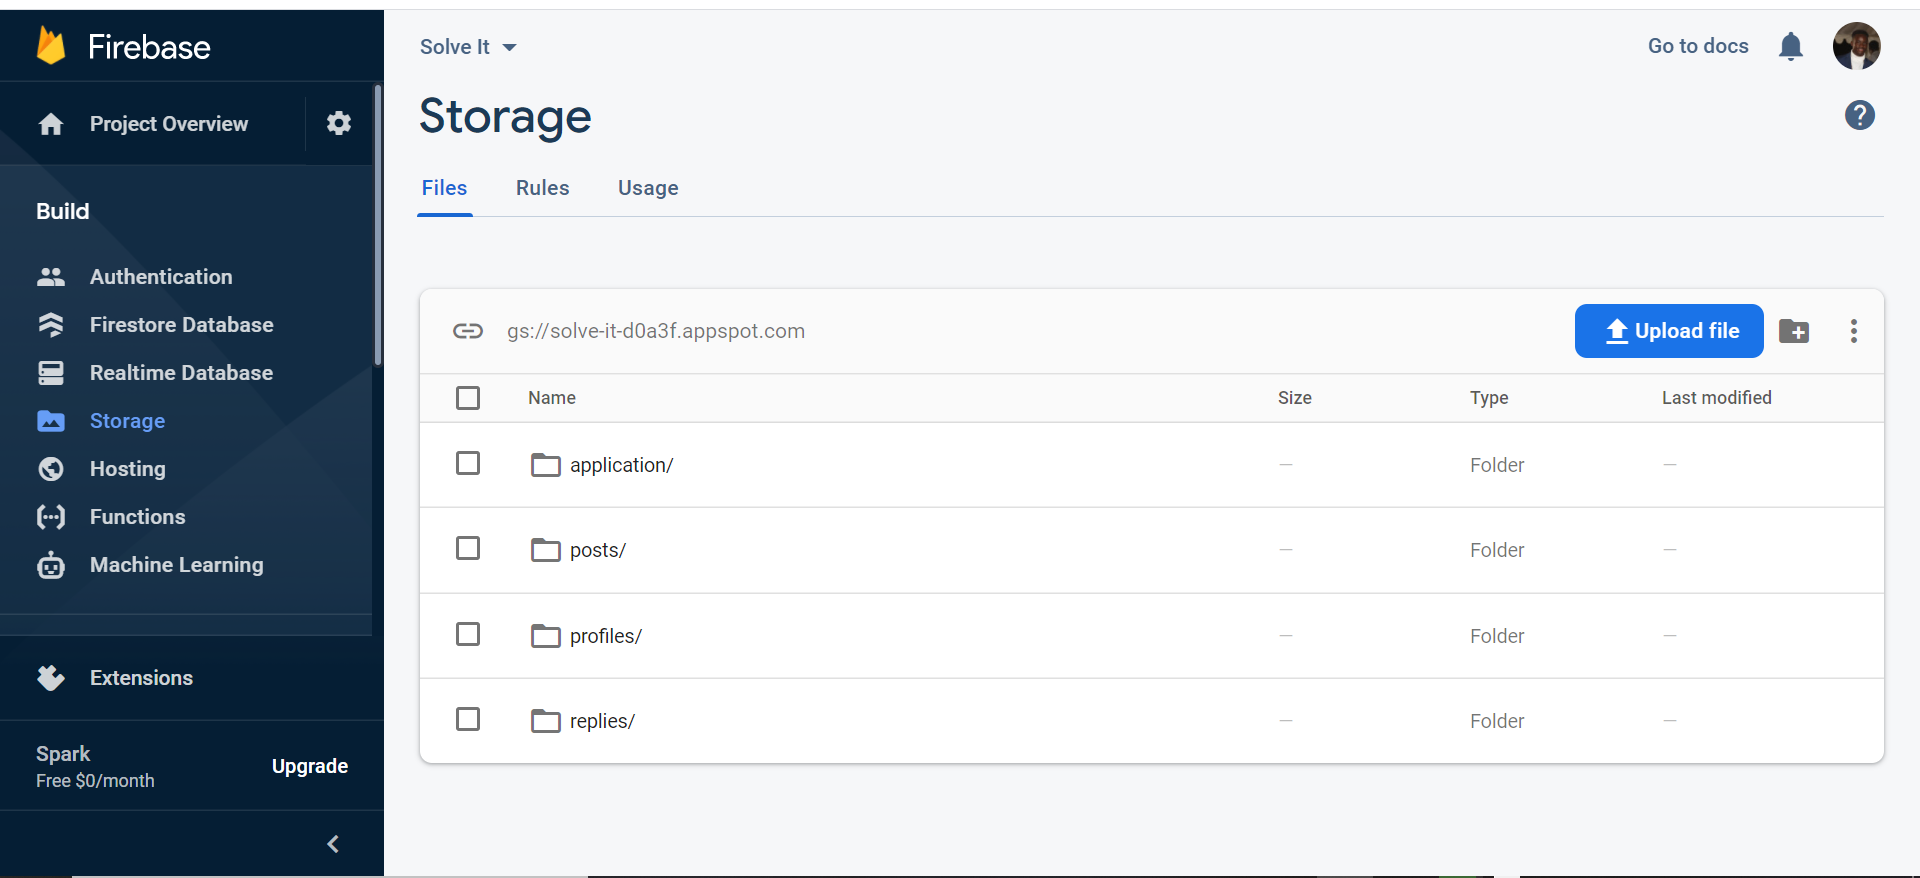 Firebase
Project Overview
Build
Authentication
Firestore Database
Realtime Database
Storage
Hosting
Functions
Machine Learning
Extensions
Spark
Free $0/month
Upgrade
Solve It
Go to docs
Storage
Files Rules Usage
gs://solve-it-d0a3f.appspot.com
Upload file
Name Size Type Last modified
application/ — Folder —
posts/ — Folder —
profiles/ — Folder —
replies/ — Folder —